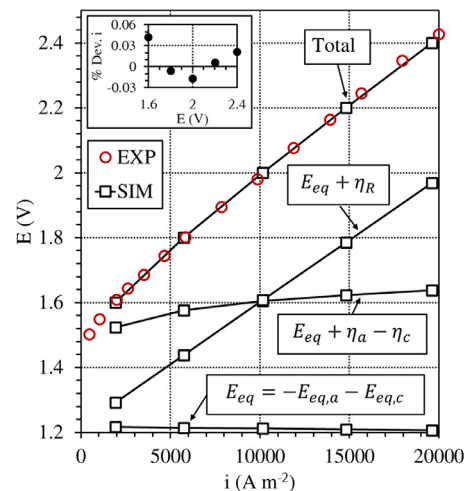 0.06
0.03
0
-0.03
% Dev. i
1.6 2 2.4
E (V)
Total
EXP
SIM
E_eq + η_R
E_eq + η_a − η_c
E_eq = −E_eq,a − E_eq,c
2.4
2.2
2
1.8
1.6
1.4
1.2
E (V)
0 5000 10000 15000 20000
i (A m⁻²)